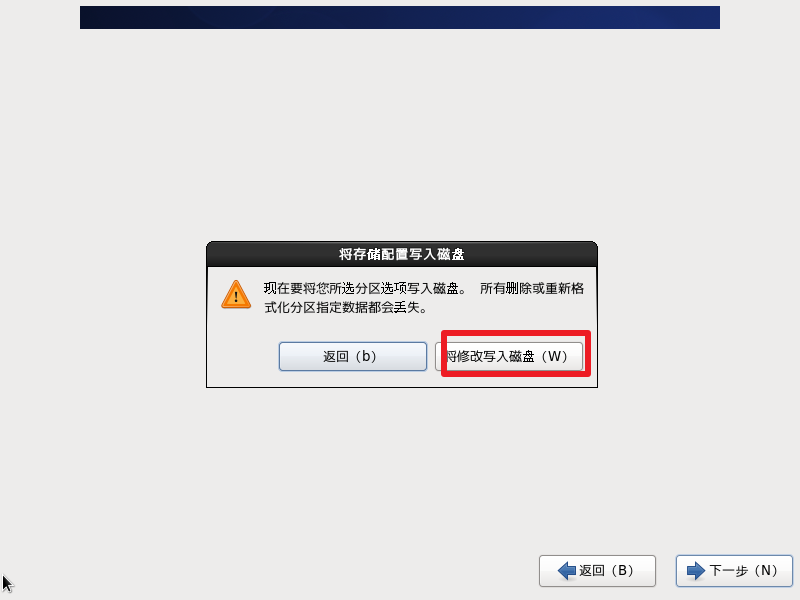 将存储配置写入磁盘
现在要将您所选分区选项写入磁盘。 所有删除或重新格
式化分区指定数据都会丢失。
返回（b）
将修改写入磁盘（W）
返回（B）
下一步（N）